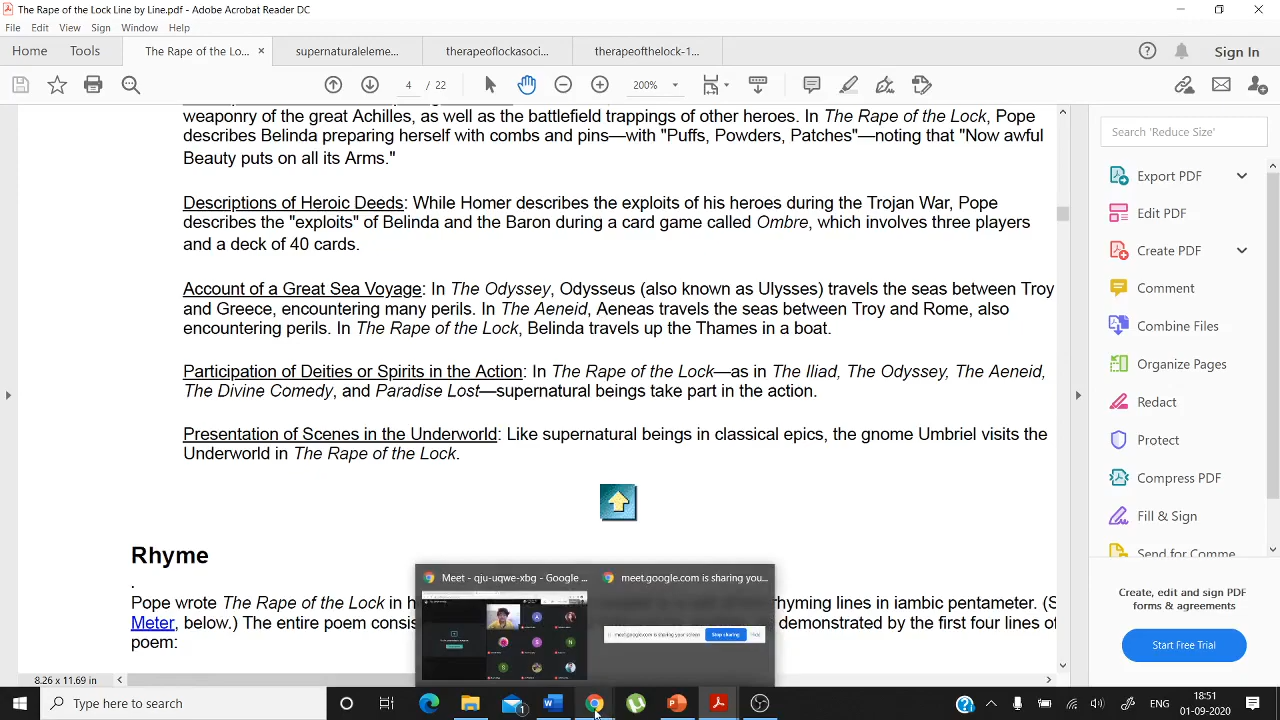 The Rape of the Lock Line by Line.pdf - Adobe Acrobat Reader DC
File Edit View Sign Window Help
Home Tools The Rape of the Lo... × supernaturaleleme... therapeoflockasoci... therapeofthelock-1... Sign In
4 / 22 200%
weaponry of the great Achilles, as well as the battlefield trappings of other heroes. In The Rape of the Lock, Pope
describes Belinda preparing herself with combs and pins—with "Puffs, Powders, Patches"—noting that "Now awful
Beauty puts on all its Arms."
Descriptions of Heroic Deeds: While Homer describes the exploits of his heroes during the Trojan War, Pope
describes the "exploits" of Belinda and the Baron during a card game called Ombre, which involves three players
and a deck of 40 cards.
Account of a Great Sea Voyage: In The Odyssey, Odysseus (also known as Ulysses) travels the seas between Troy
and Greece, encountering many perils. In The Aeneid, Aeneas travels the seas between Troy and Rome, also
encountering perils. In The Rape of the Lock, Belinda travels up the Thames in a boat.
Participation of Deities or Spirits in the Action: In The Rape of the Lock—as in The Iliad, The Odyssey, The Aeneid,
The Divine Comedy, and Paradise Lost—supernatural beings take part in the action.
Presentation of Scenes in the Underworld: Like supernatural beings in classical epics, the gnome Umbriel visits the
Underworld in The Rape of the Lock.
Rhyme
.
Pope wrote The Rape of the Lock in h rhyming lines in iambic pentameter. (S
Meter, below.) The entire poem consis demonstrated by the first four lines of
poem:
8.26 x 11.69 in
Search 'Reduce Size'
Export PDF
Edit PDF
Create PDF
Comment
Combine Files
Organize Pages
Redact
Protect
Compress PDF
Fill & Sign
Send for Comme
Create, edit and sign PDF
forms & agreements
Start Free Trial
Meet - qju-uqwe-xbg - Google ... meet.google.com is sharing you...
meet.google.com is sharing your screen Stop sharing Hide
Type here to search
1
ENG
18:51
01-09-2020